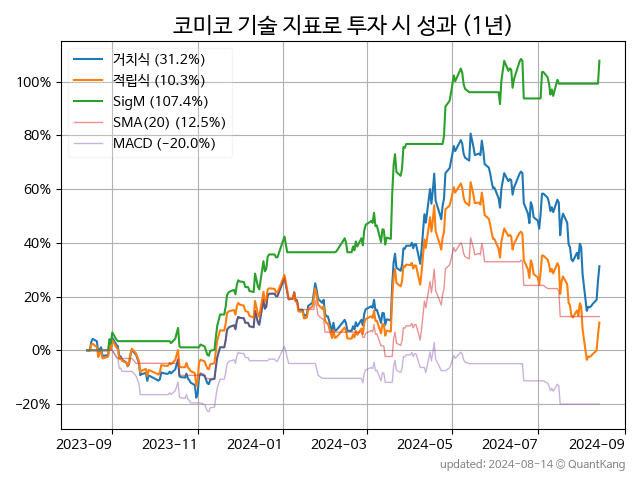 코미코 기술 지표로 투자 시 성과 (1년)
거치식 (31.2%)
적립식 (10.3%)
SigM (107.4%)
SMA(20) (12.5%)
MACD (−20.0%)
100%
80%
60%
40%
20%
0%
−20%
2023-09 2023-11 2024-01 2024-03 2024-05 2024-07 2024-09
updated: 2024-08-14 © QuantKang